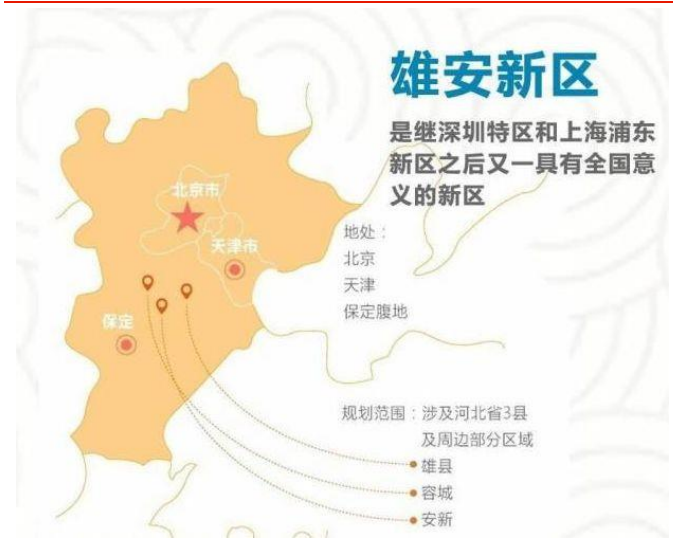 雄安新区
是继深圳特区和上海浦东
新区之后又一具有全国意
义的新区
北京市
天津市
保定
地处：
北京
天津
保定腹地
规划范围：涉及河北省3县
及周边部分区域
雄县
容城
安新